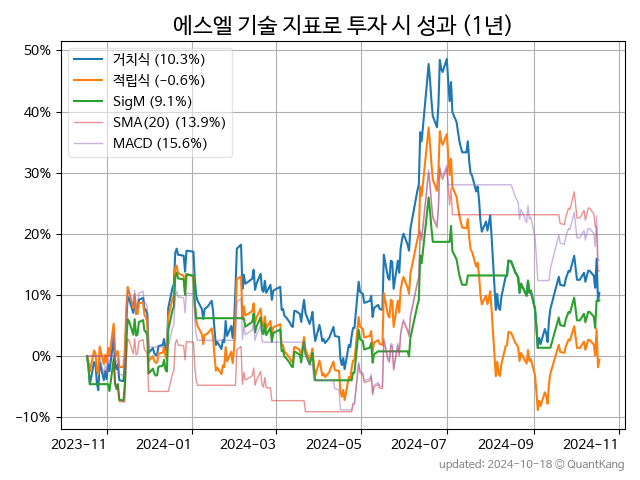 에스엘 기술 지표로 투자 시 성과 (1년)
50%
40%
30%
20%
10%
0%
−10%
거치식 (10.3%)
적립식 (−0.6%)
SigM (9.1%)
SMA(20) (13.9%)
MACD (15.6%)
2023-11 2024-01 2024-03 2024-05 2024-07 2024-09 2024-11
updated: 2024-10-18 © QuantKang